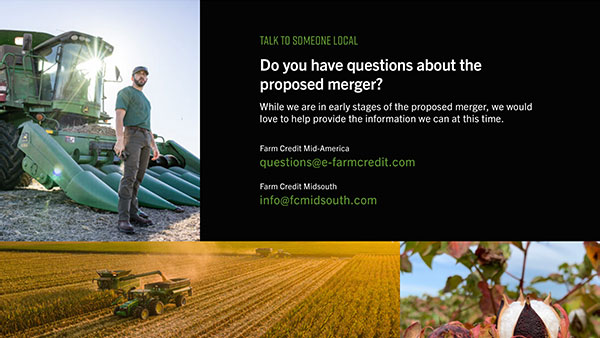 TALK TO SOMEONE LOCAL
Do you have questions about the
proposed merger?
While we are in early stages of the proposed merger, we would
love to help provide the information we can at this time.
Farm Credit Mid-America
questions@e-farmcredit.com
Farm Credit Midsouth
info@fcmidsouth.com